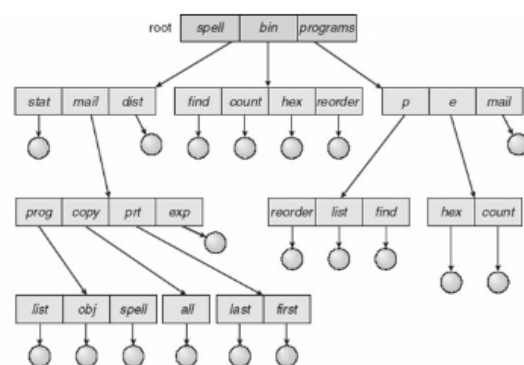 root spell bin programs
stat mail dist find count hex reorder p e mail
prog copy prt exp reorder list find hex count
list obj spell all last first